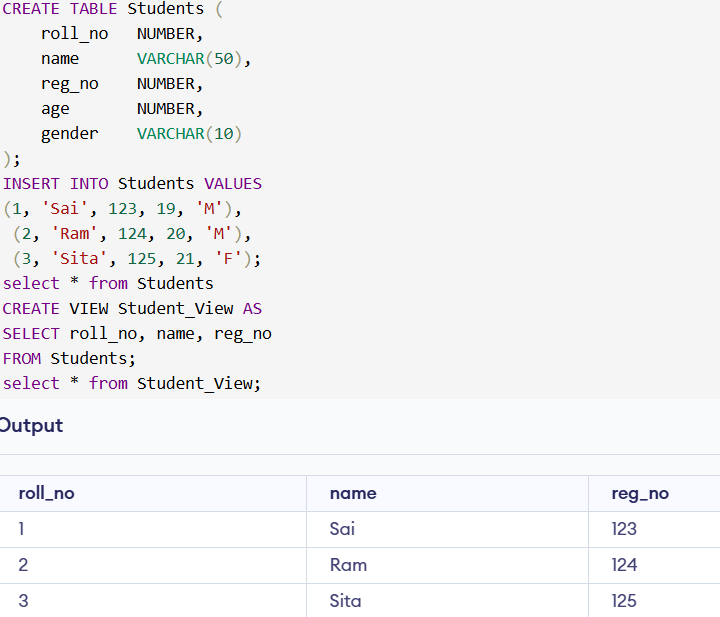 CREATE TABLE Students (
roll_no NUMBER,
name VARCHAR(50),
reg_no NUMBER,
age NUMBER,
gender VARCHAR(10)
);
INSERT INTO Students VALUES
(1, 'Sai', 123, 19, 'M'),
(2, 'Ram', 124, 20, 'M'),
(3, 'Sita', 125, 21, 'F');
select * from Students
CREATE VIEW Student_View AS
SELECT roll_no, name, reg_no
FROM Students;
select * from Student_View;
Output
roll_no name reg_no
1 Sai 123
2 Ram 124
3 Sita 125